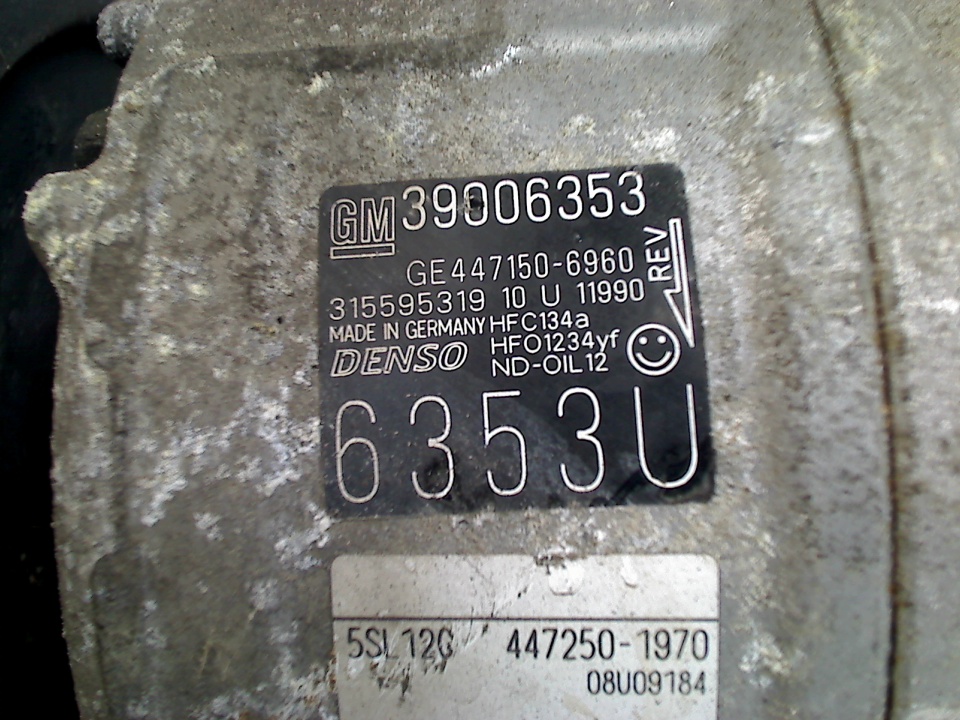 GM 39006353
GE447150-6960
REV
315595319 10 U 11990
MADE IN GERMANY HFC134a
HFO1234yf
DENSO ND-OIL12
6353U
5SL12C 447250-1970
08U09184